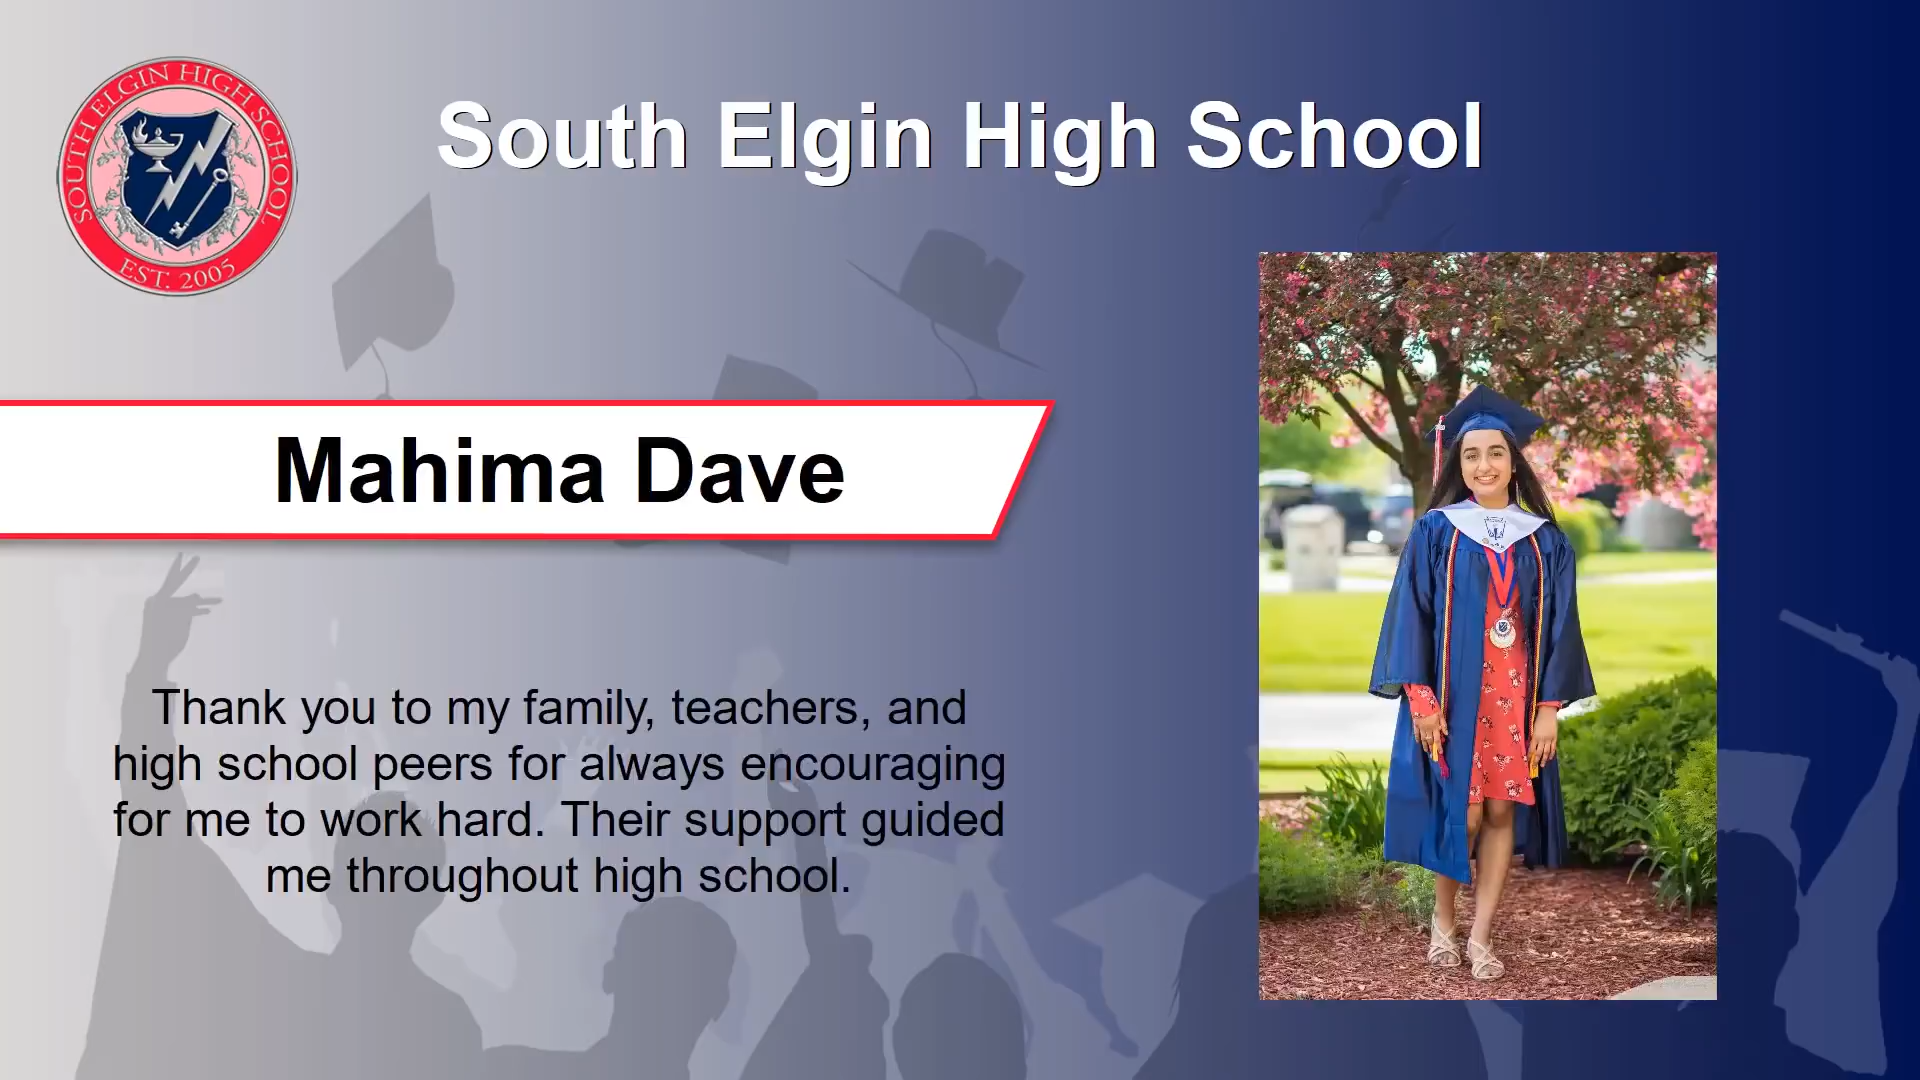 SOUTH ELGIN HIGH SCHOOL
EST. 2005
South Elgin High School
Mahima Dave
Thank you to my family, teachers, and
high school peers for always encouraging
for me to work hard. Their support guided
me throughout high school.